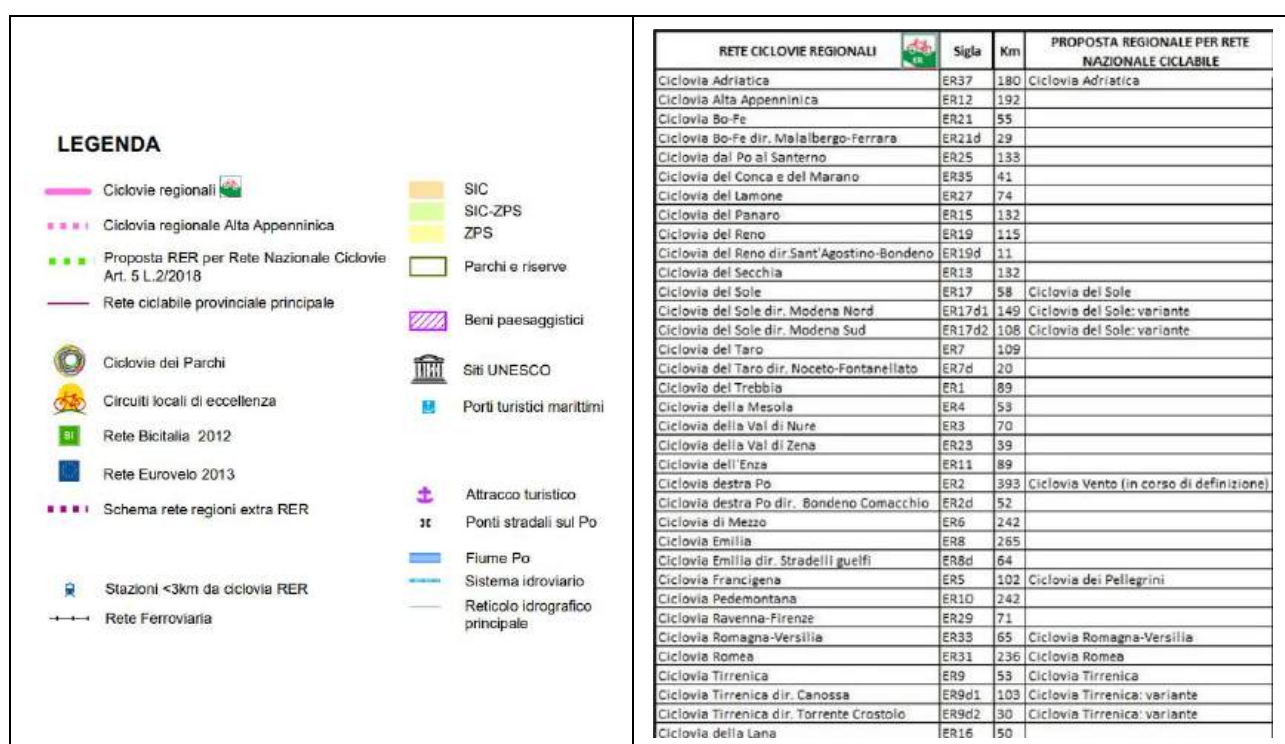 LEGENDA
Ciclovie regionali
Ciclovia regionale Alta Appenninica
Proposta RER per Rete Nazionale Ciclovie
Art. 5 L.2/2018
Rete ciclabile provinciale principale
Ciclovie dei Parchi
Circuiti locali di eccellenza
BI Rete Bicitalia 2012
Rete Eurovelo 2013
Schema rete regioni extra RER
Stazioni <3km da ciclovia RER
Rete Ferroviaria
SIC
SIC-ZPS
ZPS
Parchi e riserve
Beni paesaggistici
Siti UNESCO
Porti turistici marittimi
Attracco turistico
Ponti stradali sul Po
Fiume Po
Sistema idroviario
Reticolo idrografico
principale
RETE CICLOVIE REGIONALI ER Sigla Km PROPOSTA REGIONALE PER RETE
NAZIONALE CICLABILE
Ciclovia Adriatica ER37 180 Ciclovia Adriatica
Ciclovia Alta Appenninica ER12 192
Ciclovia Bo-Fe ER21 55
Ciclovia Bo-Fe dir. Malalbergo-Ferrara ER21d 29
Ciclovia dal Po al Santerno ER25 133
Ciclovia del Conca e del Marano ER35 41
Ciclovia del Lamone ER27 74
Ciclovia del Panaro ER15 132
Ciclovia del Reno ER19 115
Ciclovia del Reno dir.Sant'Agostino-Bondeno ER19d 11
Ciclovia del Secchia ER13 132
Ciclovia del Sole ER17 58 Ciclovia del Sole
Ciclovia del Sole dir. Modena Nord ER17d1 149 Ciclovia del Sole: variante
Ciclovia del Sole dir. Modena Sud ER17d2 108 Ciclovia del Sole: variante
Ciclovia del Taro ER7 109
Ciclovia del Taro dir. Noceto-Fontanellato ER7d 20
Ciclovia del Trebbia ER1 89
Ciclovia della Mesola ER4 53
Ciclovia della Val di Nure ER3 70
Ciclovia della Val di Zena ER23 39
Ciclovia dell'Enza ER11 89
Ciclovia destra Po ER2 393 Ciclovia Vento (in corso di definizione)
Ciclovia destra Po dir. Bondeno Comacchio ER2d 52
Ciclovia di Mezzo ER6 242
Ciclovia Emilia ER8 265
Ciclovia Emilia dir. Stradelli guelfi ER8d 64
Ciclovia Francigena ER5 102 Ciclovia dei Pellegrini
Ciclovia Pedemontana ER10 242
Ciclovia Ravenna-Firenze ER29 71
Ciclovia Romagna-Versilia ER33 65 Ciclovia Romagna-Versilia
Ciclovia Romea ER31 236 Ciclovia Romea
Ciclovia Tirrenica ER9 53 Ciclovia Tirrenica
Ciclovia Tirrenica dir. Canossa ER9d1 103 Ciclovia Tirrenica: variante
Ciclovia Tirrenica dir. Torrente Crostolo ER9d2 30 Ciclovia Tirrenica: variante
Ciclovia della Lana ER16 50